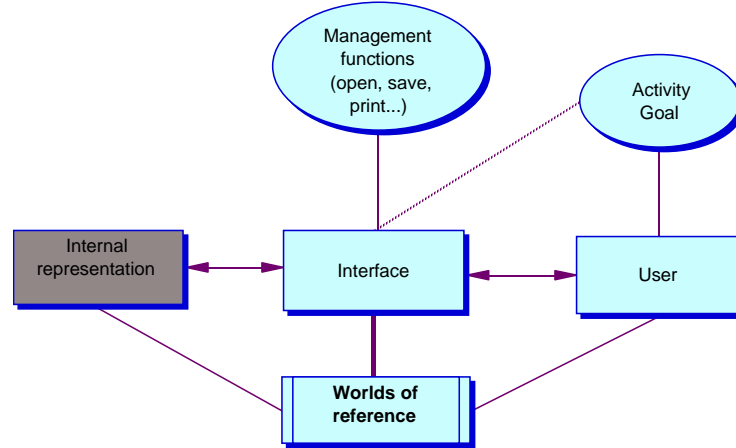 Management
functions
(open, save,
print...)
Activity
Goal
Internal
representation
Interface
User
Worlds of
reference